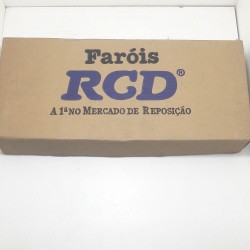 Faróis
RCD®
A 1ª NO MERCADO DE REPOSIÇÃO